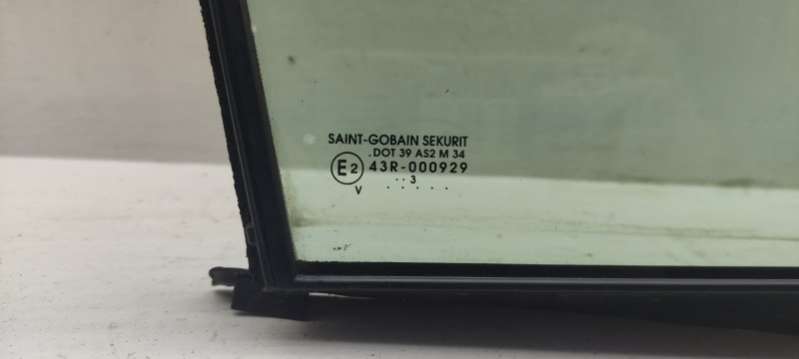 SAINT-GOBAIN SEKURIT
.DOT 39 AS2 M 34
E2 43R-000929
..3
V .....